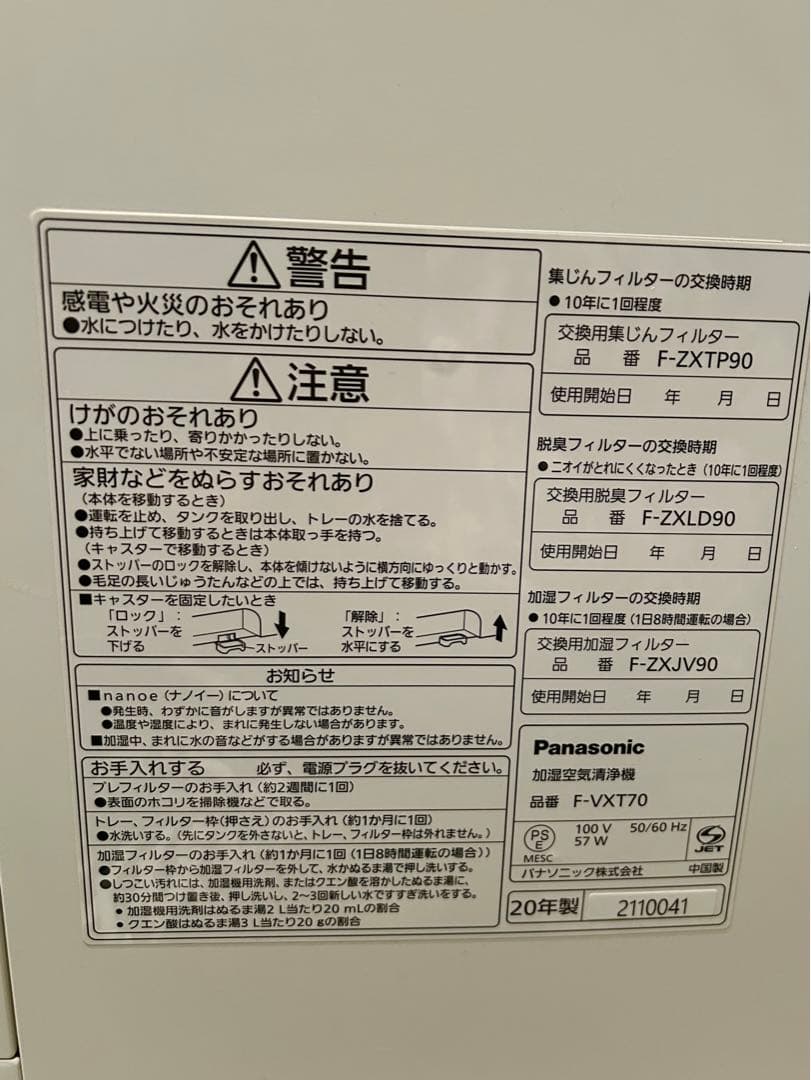 警告
感電や火災のおそれあり
●水につけたり、水をかけたりしない。
注意
けがのおそれあり
●上に乗ったり、寄りかかったりしない。
●水平でない場所や不安定な場所に置かない。
家財などをぬらすおそれあり
(本体を移動するとき)
●運転を止め、タンクを取り出し、トレーの水を捨てる。
●持ち上げて移動するときは本体取っ手を持つ。
(キャスターで移動するとき)
●ストッパーのロックを解除し、本体を傾けないように横方向にゆっくりと動かす。
●毛足の長いじゅうたんなどの上では、持ち上げて移動する。
■キャスターを固定したいとき
「ロック」:
ストッパーを
下げる
ストッパー
「解除」:
ストッパーを
水平にする
お知らせ
■nanoe(ナノイー)について
●発生時、わずかに音がしますが異常ではありません。
●温度や湿度により、まれに発生しない場合があります。
■加湿中、まれに水の音などがする場合がありますが異常ではありません。
お手入れする 必ず、電源プラグを抜いてください。
プレフィルターのお手入れ(約2週間に1回)
●表面のホコリを掃除機などで取る。
トレー、フィルター枠(押さえ)のお手入れ(約1か月に1回)
●水洗いする。(先にタンクを外さないと、トレー、フィルター枠は外れません。)
加湿フィルターのお手入れ(約1か月に1回(1日8時間運転の場合))
●フィルター枠から加湿フィルターを外して、水かぬるま湯で押し洗いする。
●しつこい汚れには、加湿機用洗剤、またはクエン酸を溶かしたぬるま湯に、
約30分間つけ置き後、押し洗いし、2~3回新しい水ですすぎ洗いをする。
• 加湿機用洗剤はぬるま湯2 L当たり20 mLの割合
• クエン酸はぬるま湯3 L当たり20 gの割合
集じんフィルターの交換時期
● 10年に1回程度
交換用集じんフィルター
品 番 F-ZXTP90
使用開始日 年 月 日
脱臭フィルターの交換時期
● ニオイがとれにくくなったとき(10年に1回程度)
交換用脱臭フィルター
品 番 F-ZXLD90
使用開始日 年 月 日
加湿フィルターの交換時期
● 10年に1回程度(1日8時間運転の場合)
交換用加湿フィルター
品 番 F-ZXJV90
使用開始日 年 月 日
Panasonic
加湿空気清浄機
品番 F-VXT70
PS
E
MESC
100 V 50/60 Hz
57 W
JET
パナソニック株式会社 中国製
20年製 2110041